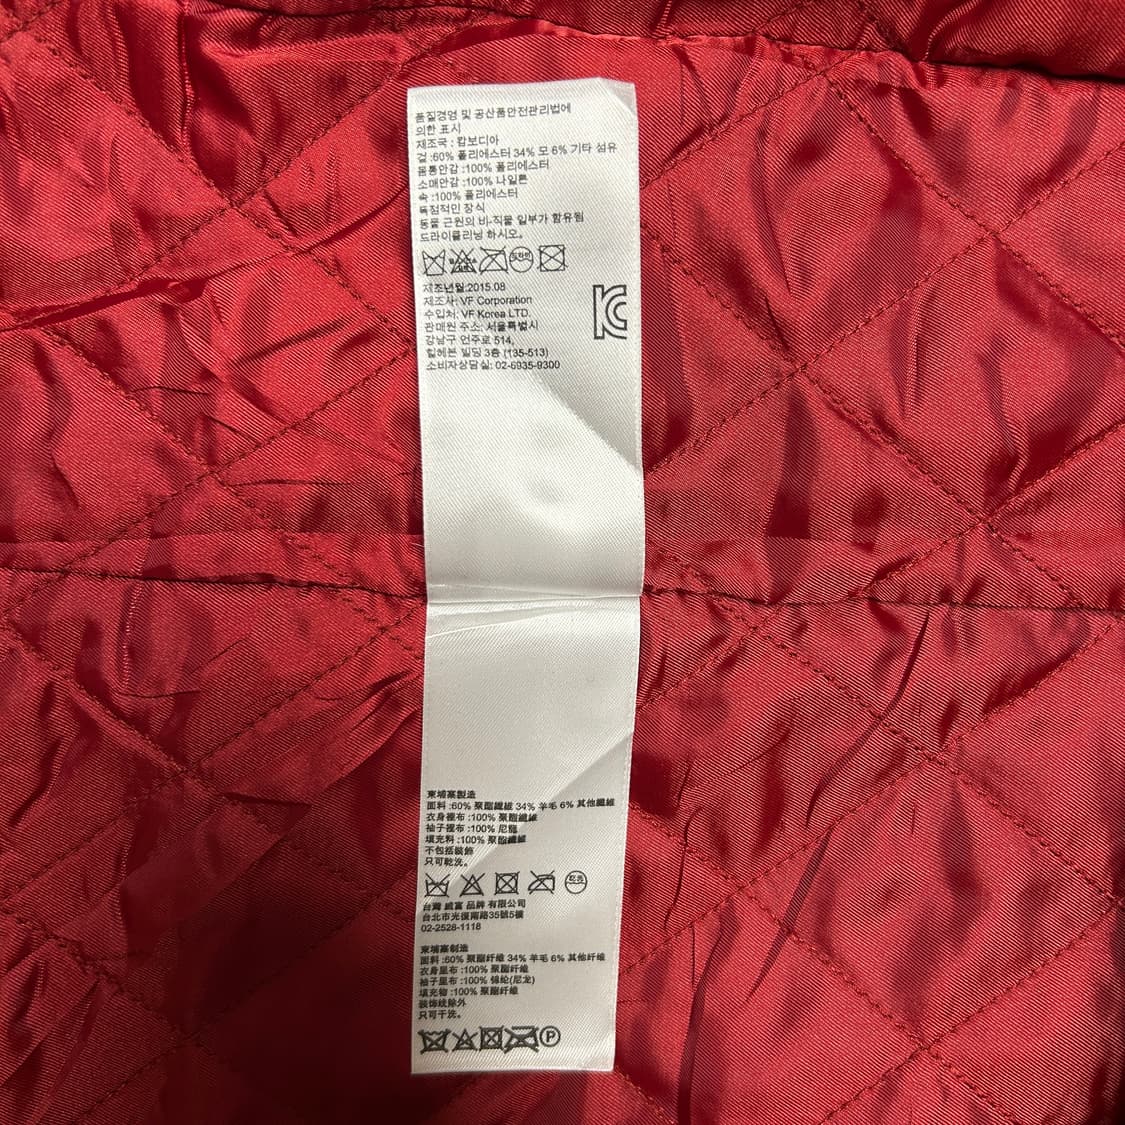 품질경영 및 공산품안전관리법에
의한 표시
제조국 : 캄보디아
겉 :60% 폴리에스터 34% 모 6% 기타 섬유
몸통안감 :100% 폴리에스터
소매안감 :100% 나일론
속 :100% 폴리에스터
독점적인 장식
동물 근원의 비-직물 일부가 함유됨
드라이클리닝 하시오。
제조년월:2015.08
제조사: VF Corporation
수입처: VF Korea LTD.
판매원 주소: 서울특별시
강남구 언주로 514,
빌딩 3층 (135-513)
소비자상담실: 02-6935-9300
柬埔寨製造
面料 :60% 聚酯纖維 34% 羊毛 6% 其他纖維
衣身裡布 :100% 聚酯纖維
袖子裡布 :100% 尼龍
填充料 :100% 聚酯纖維
不包括裝飾
只可乾洗。
乾洗
台灣 威富 品牌 有限公司
台北市光復南路35號5樓
02-2528-1118
柬埔寨制造
面料 :60% 聚酯纤维 34% 羊毛 6% 其他纤维
衣身里布 :100% 聚酯纤维
袖子里布 :100% 锦纶(尼龙)
填充物 :100% 聚酯纤维
装饰线除外
只可干洗。
P